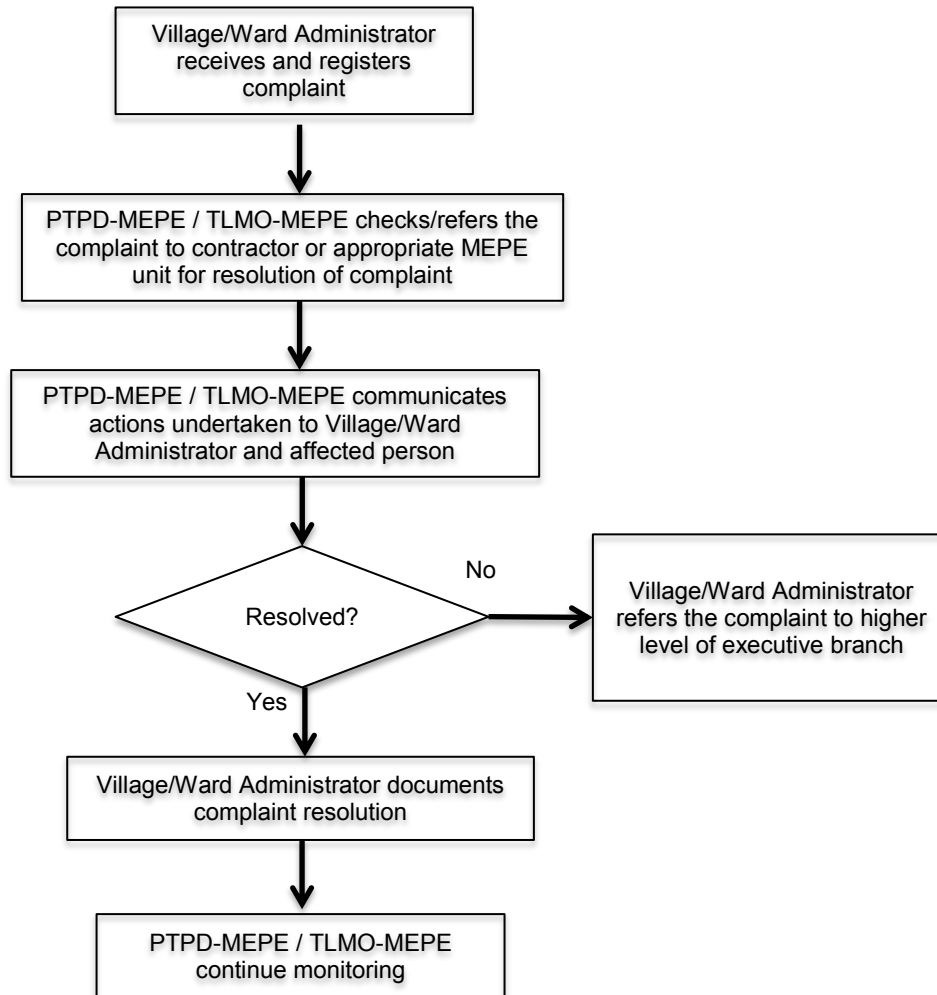 Village/Ward Administrator
receives and registers
complaint
PTPD-MEPE / TLMO-MEPE checks/refers the
complaint to contractor or appropriate MEPE
unit for resolution of complaint
PTPD-MEPE / TLMO-MEPE communicates
actions undertaken to Village/Ward
Administrator and affected person
Resolved?
No
Village/Ward Administrator
refers the complaint to higher
level of executive branch
Yes
Village/Ward Administrator documents
complaint resolution
PTPD-MEPE / TLMO-MEPE
continue monitoring